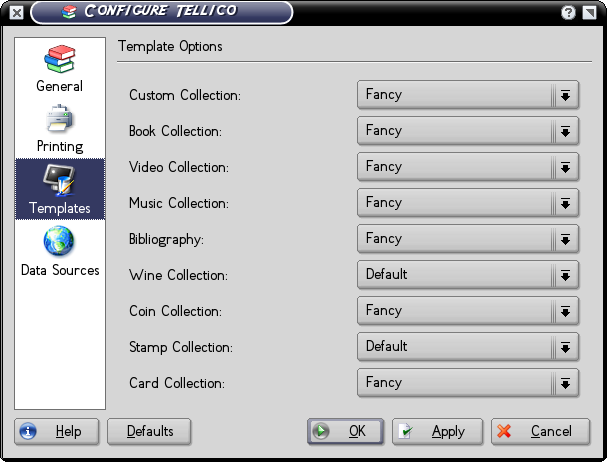 Configure Tellico
General
Printing
Templates
Data Sources
Template Options
Custom Collection: Fancy
Book Collection: Fancy
Video Collection: Fancy
Music Collection: Fancy
Bibliography: Fancy
Wine Collection: Default
Coin Collection: Fancy
Stamp Collection: Default
Card Collection: Fancy
Help Defaults OK Apply Cancel